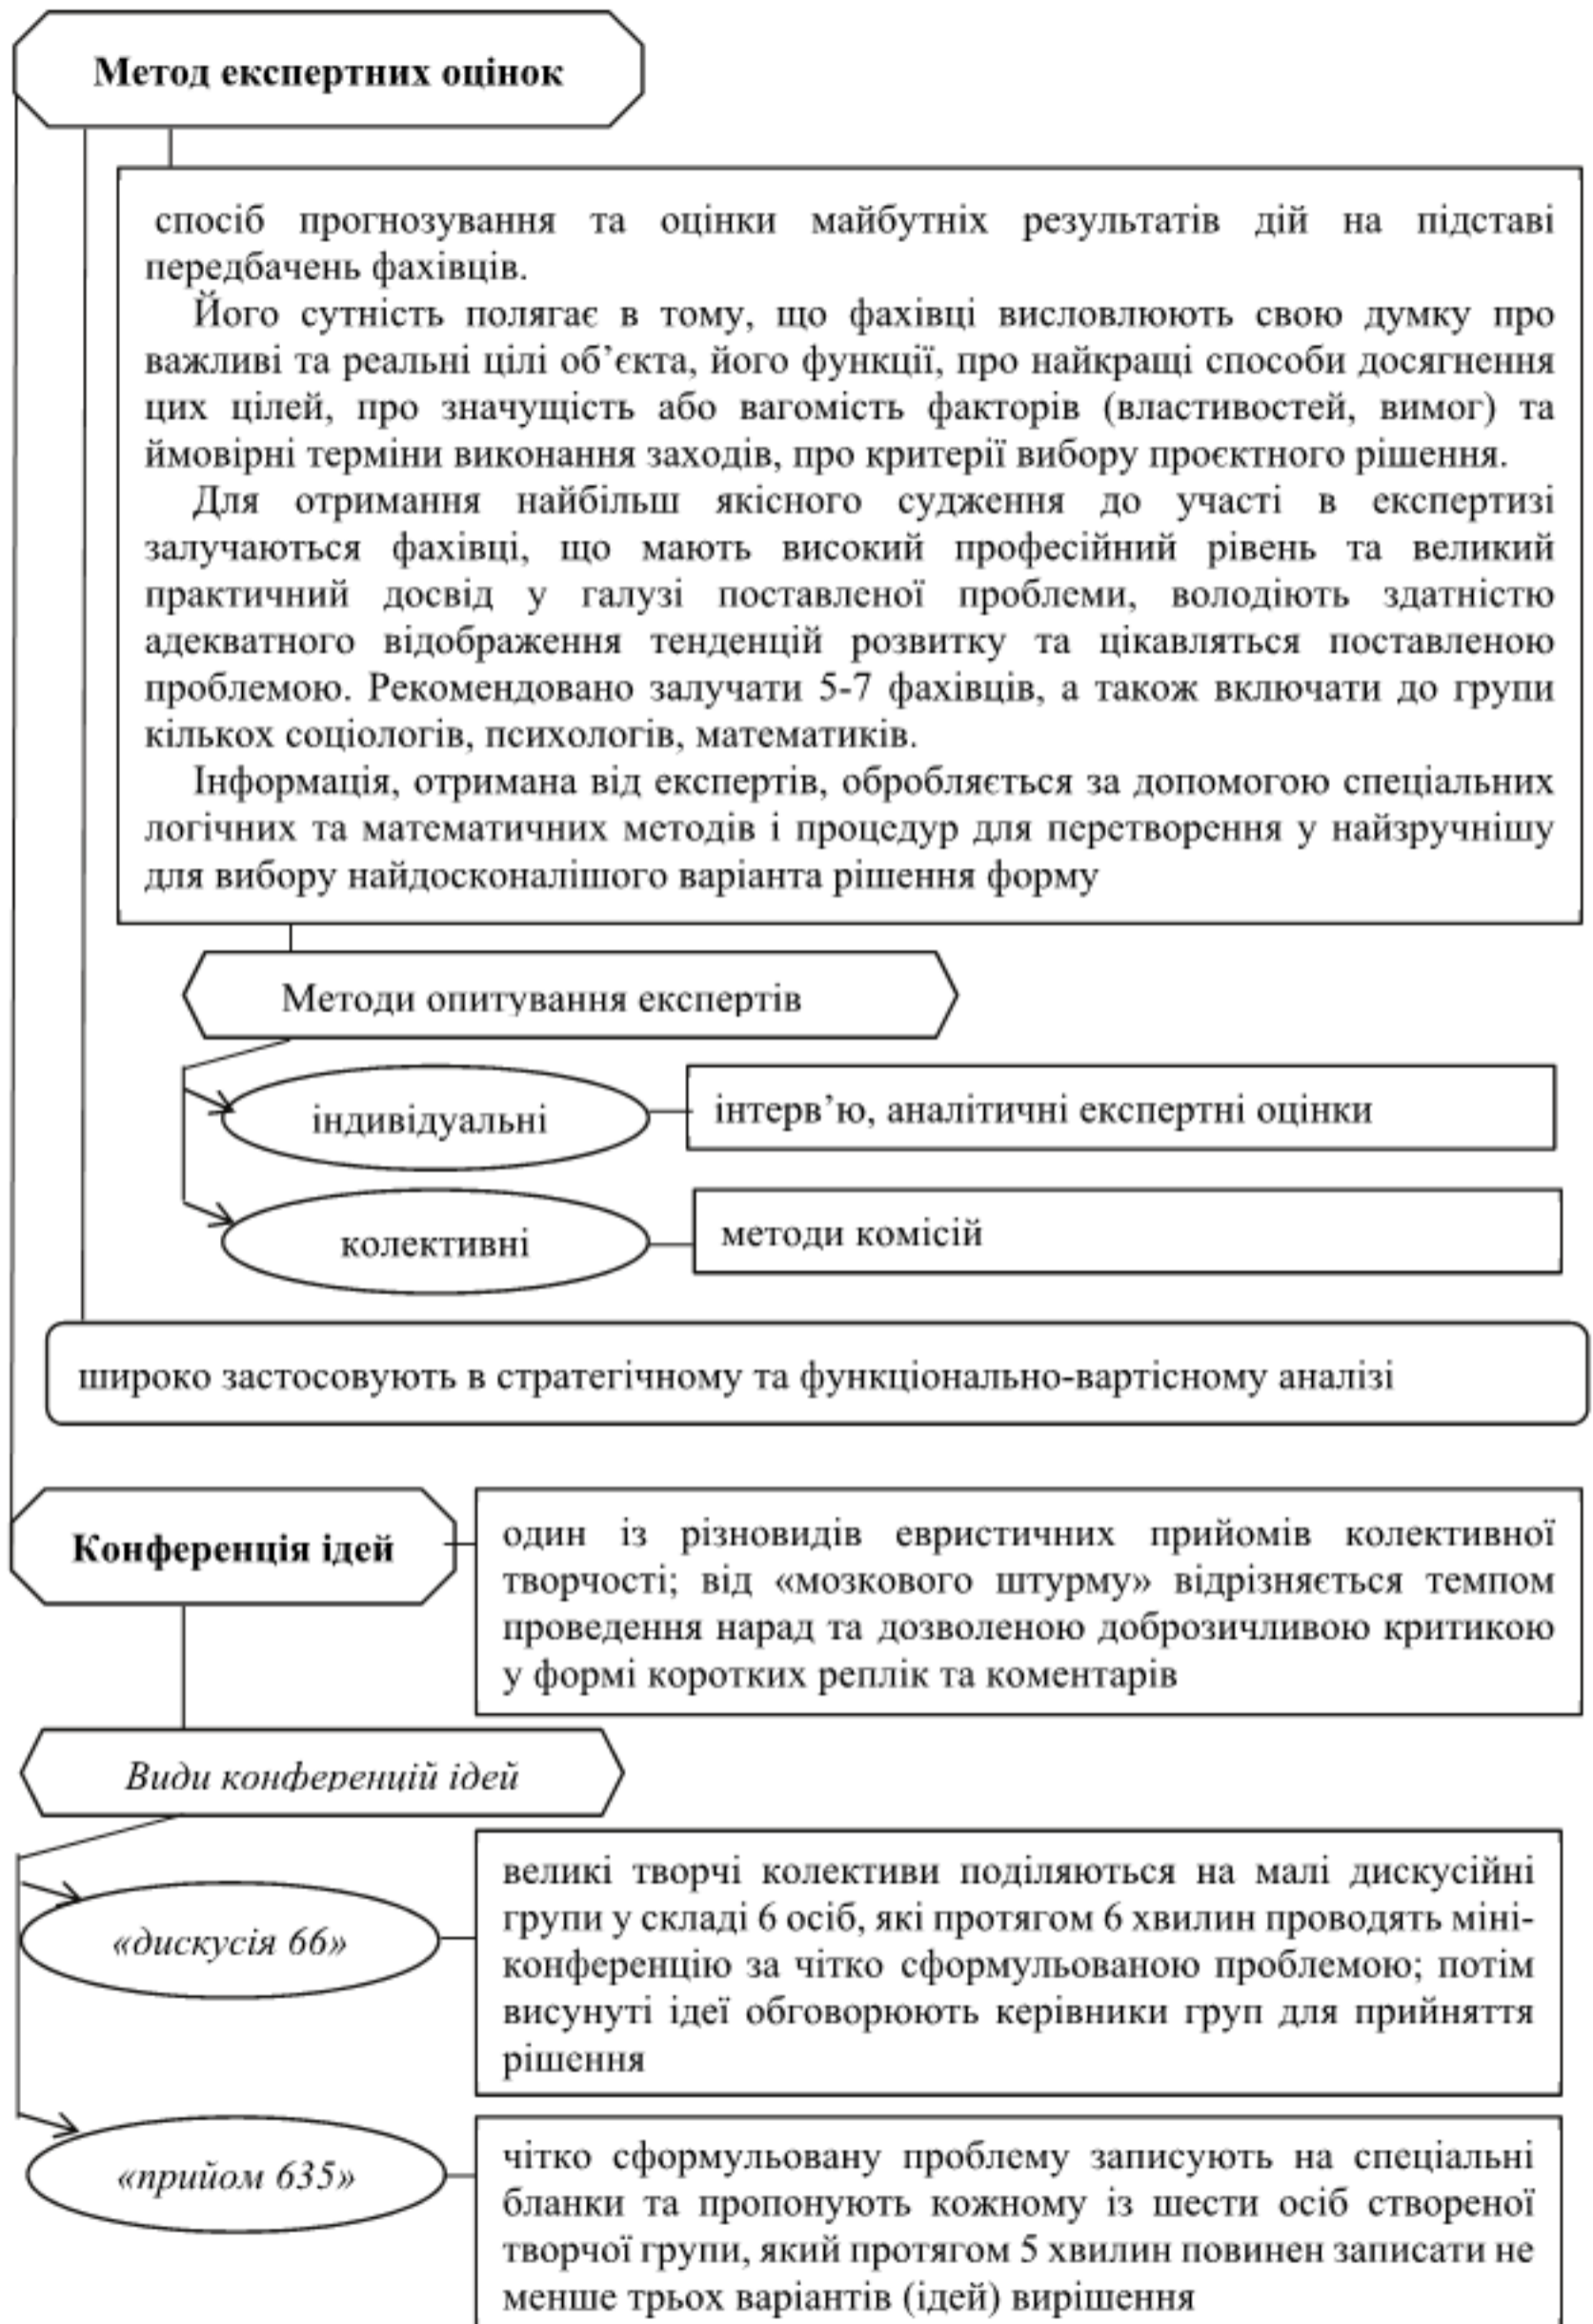 Метод експертних оцінок
спосіб прогнозування та оцінки майбутніх результатів дій на підставі
передбачень фахівців.
Його сутність полягає в тому, що фахівці висловлюють свою думку про
важливі та реальні цілі об’єкта, його функції, про найкращі способи досягнення
цих цілей, про значущість або вагомість факторів (властивостей, вимог) та
ймовірні терміни виконання заходів, про критерії вибору проєктного рішення.
Для отримання найбільш якісного судження до участі в експертизі
залучаються фахівці, що мають високий професійний рівень та великий
практичний досвід у галузі поставленої проблеми, володіють здатністю
адекватного відображення тенденцій розвитку та цікавляться поставленою
проблемою. Рекомендовано залучати 5-7 фахівців, а також включати до групи
кількох соціологів, психологів, математиків.
Інформація, отримана від експертів, обробляється за допомогою спеціальних
логічних та математичних методів і процедур для перетворення у найзручнішу
для вибору найдосконалішого варіанта рішення форму
Методи опитування експертів
індивідуальні
інтерв’ю, аналітичні експертні оцінки
колективні
методи комісій
широко застосовують в стратегічному та функціонально-вартісному аналізі
Конференція ідей
один із різновидів евристичних прийомів колективної
творчості; від «мозкового штурму» відрізняється темпом
проведення нарад та дозволеною доброзичливою критикою
у формі коротких реплік та коментарів
Види конференцій ідей
«дискусія 66»
великі творчі колективи поділяються на малі дискусійні
групи у складі 6 осіб, які протягом 6 хвилин проводять міні-
конференцію за чітко сформульованою проблемою; потім
висунуті ідеї обговорюють керівники груп для прийняття
рішення
«прийом 635»
чітко сформульовану проблему записують на спеціальні
бланки та пропонують кожному із шести осіб створеної
творчої групи, який протягом 5 хвилин повинен записати не
менше трьох варіантів (ідей) вирішення